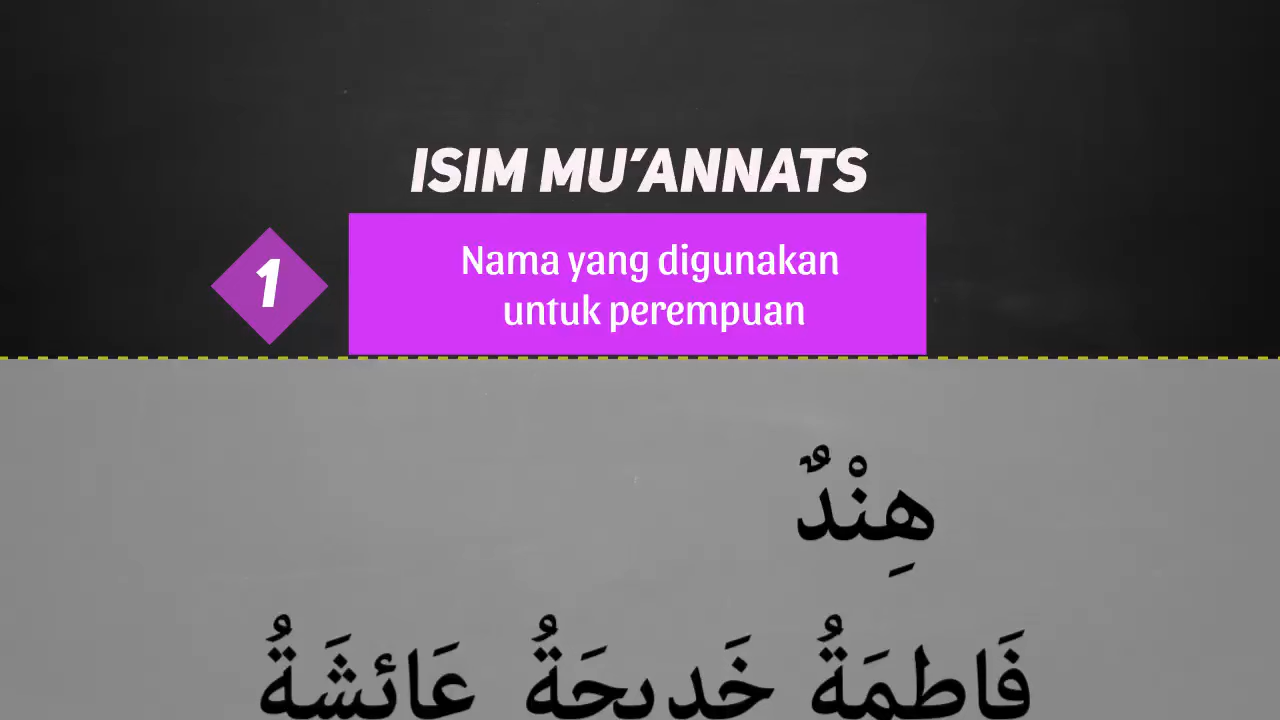 ISIM MU’ANNATS
1
Nama yang digunakan
untuk perempuan
هِنْدٌ
فَاطِمَةُ خَدِيجَةُ عَائِشَةُ